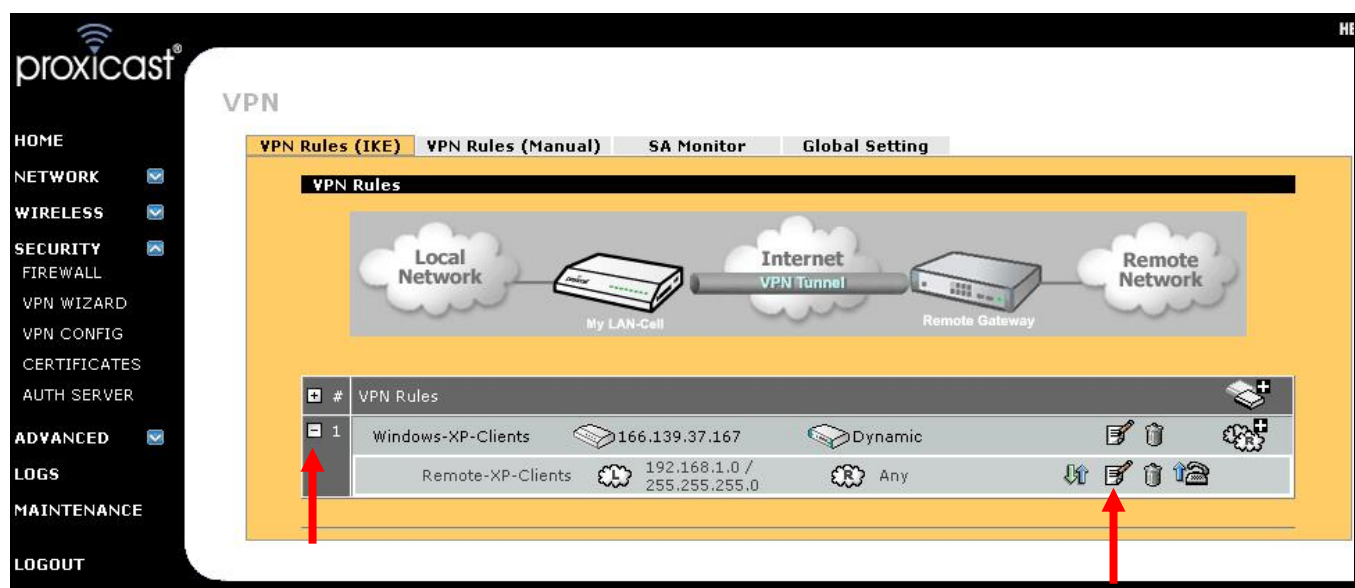 HE
proxicast®
VPN
HOME
NETWORK
WIRELESS
SECURITY
FIREWALL
VPN WIZARD
VPN CONFIG
CERTIFICATES
AUTH SERVER
ADVANCED
LOGS
MAINTENANCE
LOGOUT
VPN Rules (IKE) VPN Rules (Manual) SA Monitor Global Setting
VPN Rules
Local
Network
Internet
VPN Tunnel
Remote
Network
My LAN-Cell
Remote Gateway
# VPN Rules
1 Windows-XP-Clients 166.139.37.167 Dynamic R
Remote-XP-Clients L 192.168.1.0 /
255.255.255.0 R Any